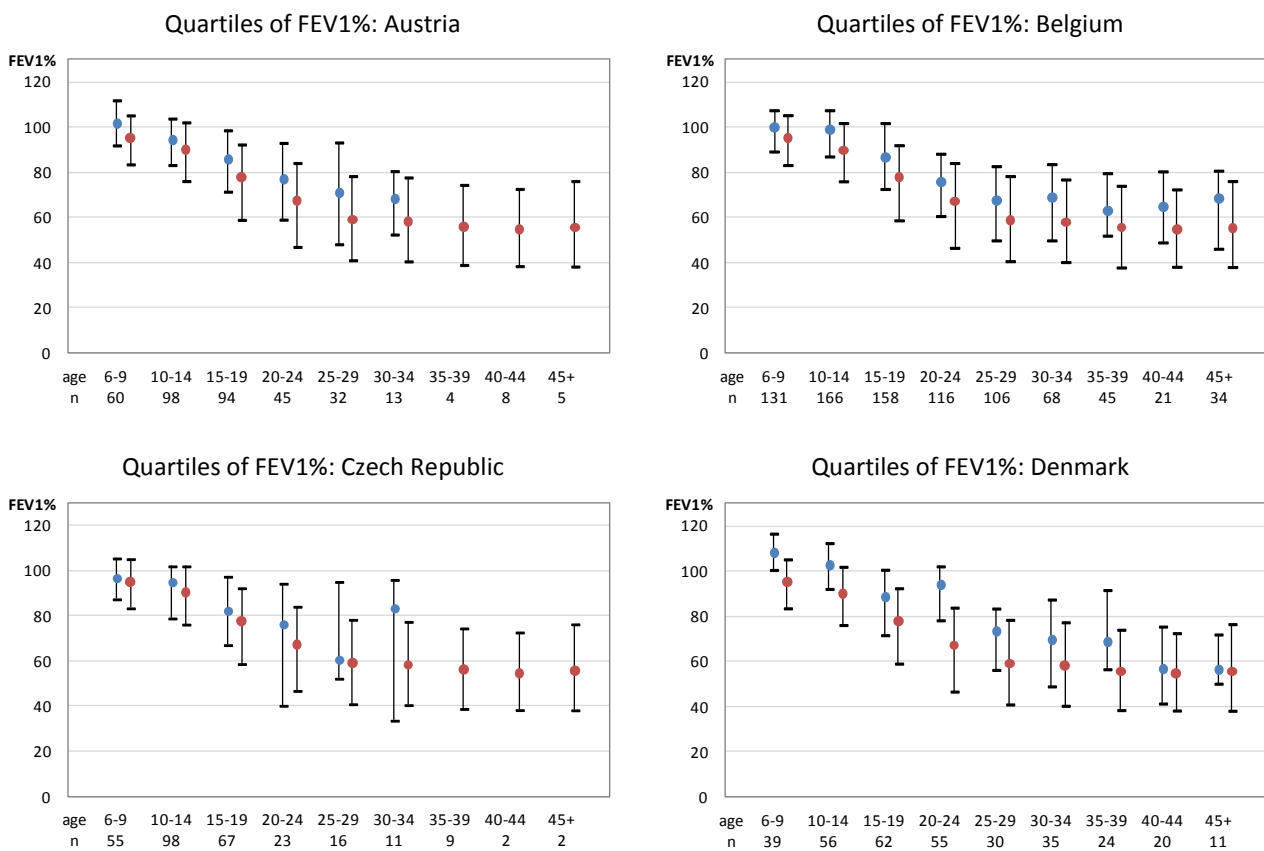 Quartiles of FEV1%: Austria
FEV1%
120
100
80
60
40
20
0
age 6-9 10-14 15-19 20-24 25-29 30-34 35-39 40-44 45+
n 60 98 94 45 32 13 4 8 5
Quartiles of FEV1%: Belgium
FEV1%
120
100
80
60
40
20
0
age 6-9 10-14 15-19 20-24 25-29 30-34 35-39 40-44 45+
n 131 166 158 116 106 68 45 21 34
Quartiles of FEV1%: Czech Republic
FEV1%
120
100
80
60
40
20
0
age 6-9 10-14 15-19 20-24 25-29 30-34 35-39 40-44 45+
n 55 98 67 23 16 11 9 2 2
Quartiles of FEV1%: Denmark
FEV1%
120
100
80
60
40
20
0
age 6-9 10-14 15-19 20-24 25-29 30-34 35-39 40-44 45+
n 39 56 62 55 30 35 24 20 11